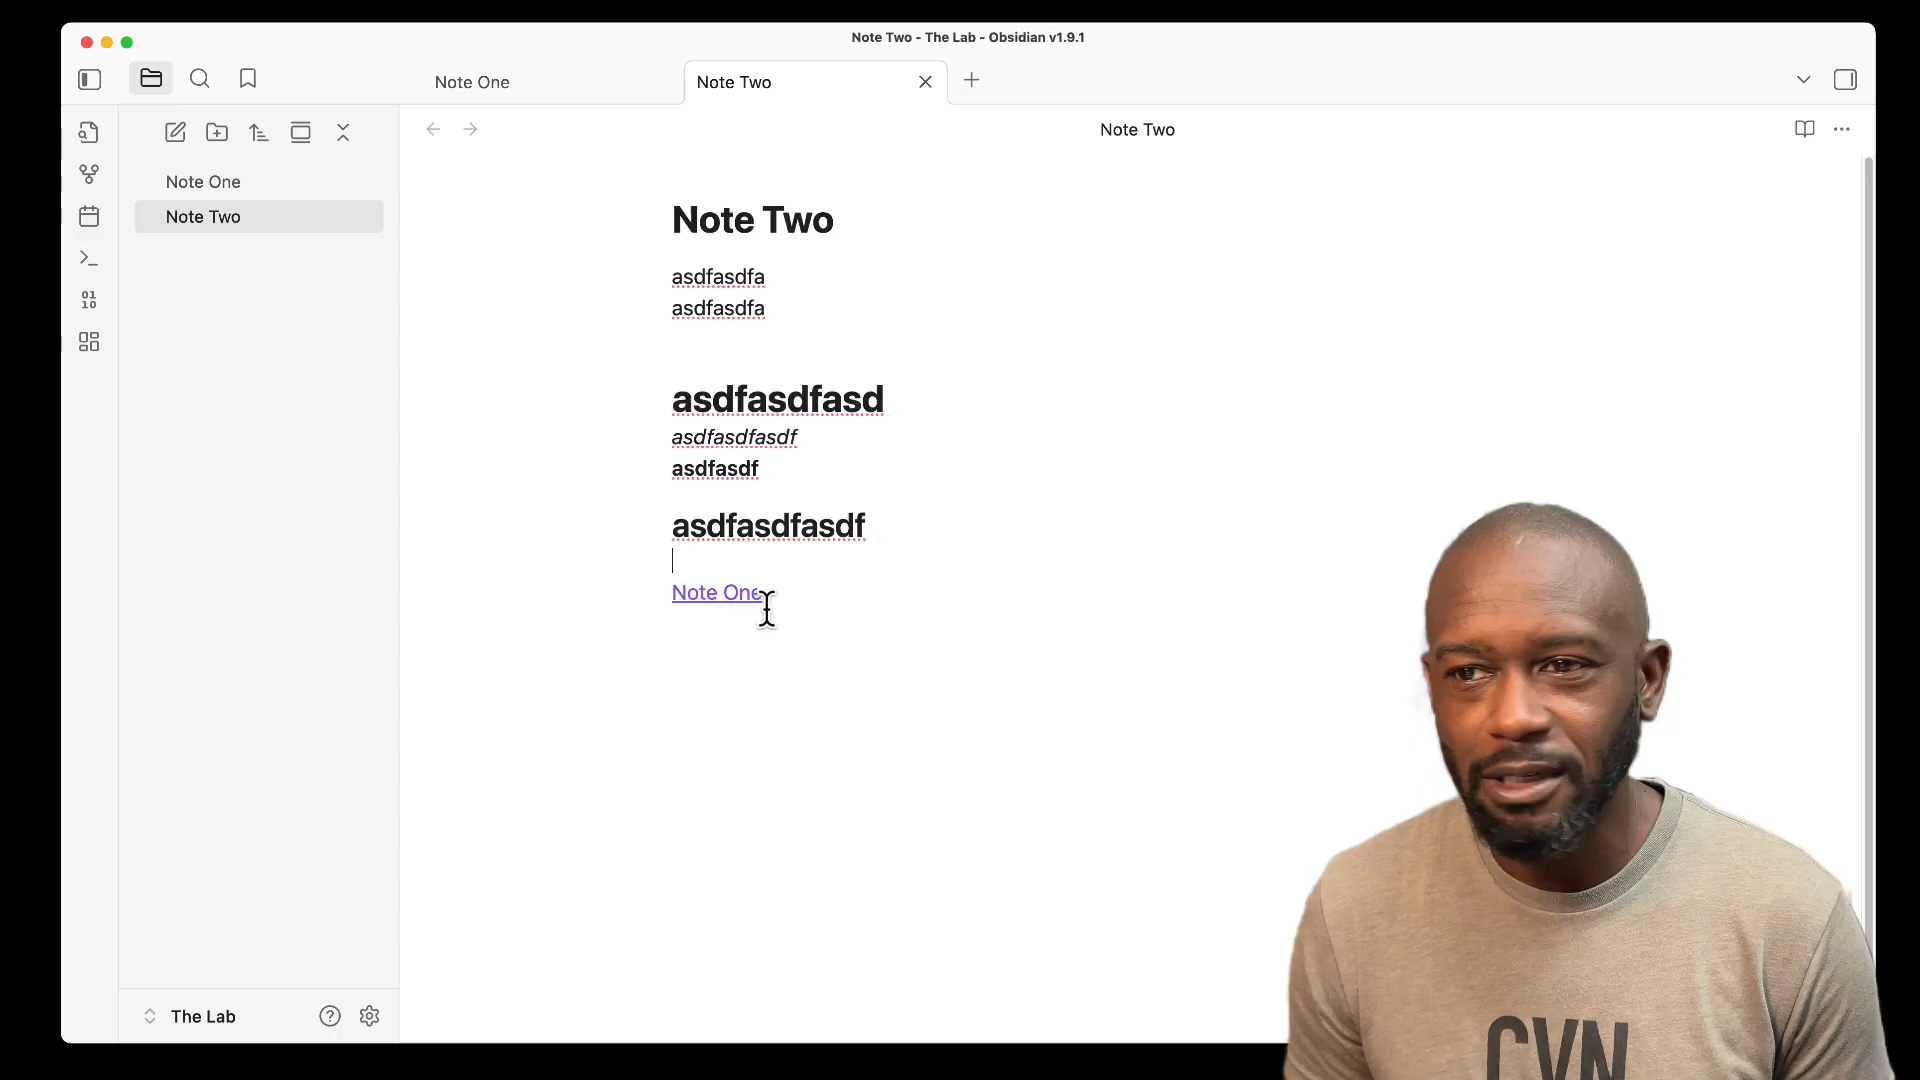 Note Two - The Lab - Obsidian v1.9.1
Note One
Note Two
Note Two
Note One
Note Two
Note Two
asdfasdfa
asdfasdfa
asdfasdfasd
asdfasdfasdf
asdfasdf
asdfasdfasdf
Note One
The Lab
CVN